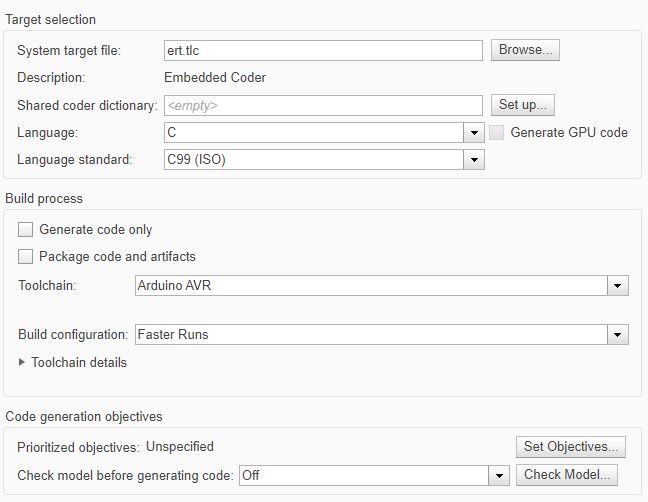 Target selection
System target file: ert.tlc Browse...
Description: Embedded Coder
Shared coder dictionary: <empty> Set up...
Language: C Generate GPU code
Language standard: C99 (ISO)
Build process
Generate code only
Package code and artifacts
Toolchain: Arduino AVR
Build configuration: Faster Runs
Toolchain details
Code generation objectives
Prioritized objectives: Unspecified Set Objectives...
Check model before generating code: Off Check Model...